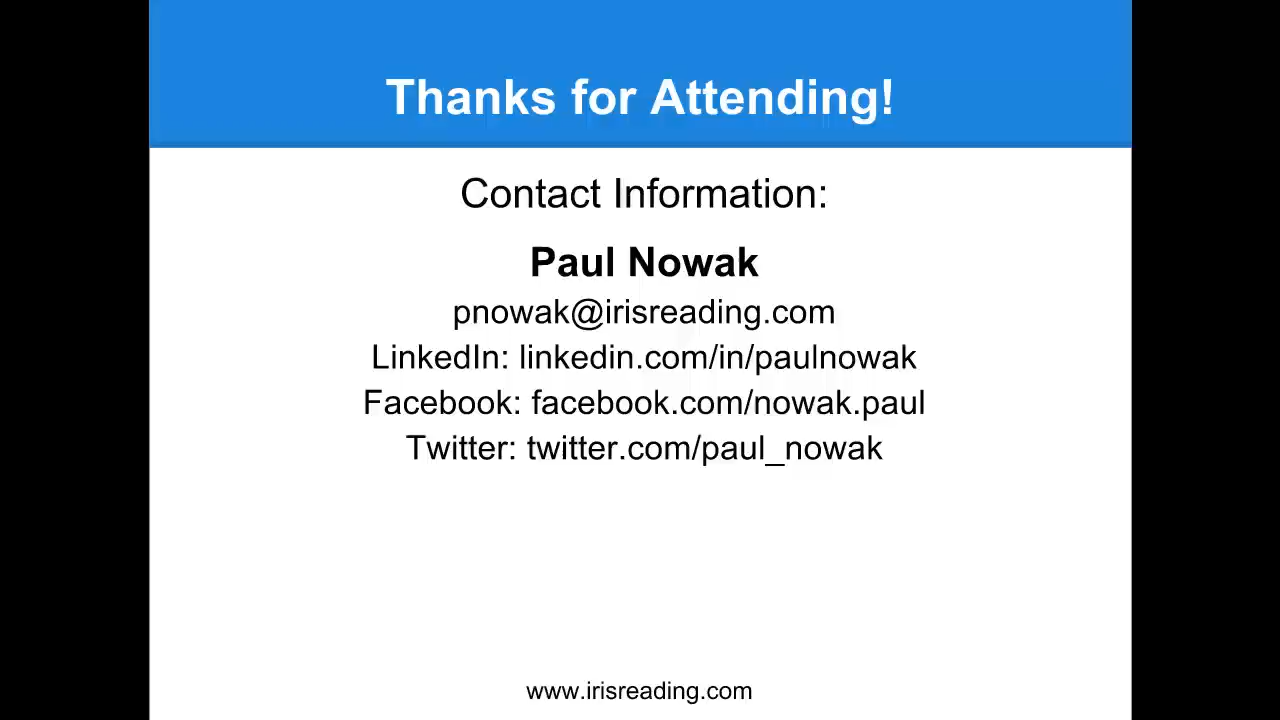 Thanks for Attending!
Contact Information:
Paul Nowak
pnowak@irisreading.com
LinkedIn: linkedin.com/in/paulnowak
Facebook: facebook.com/nowak.paul
Twitter: twitter.com/paul_nowak
www.irisreading.com